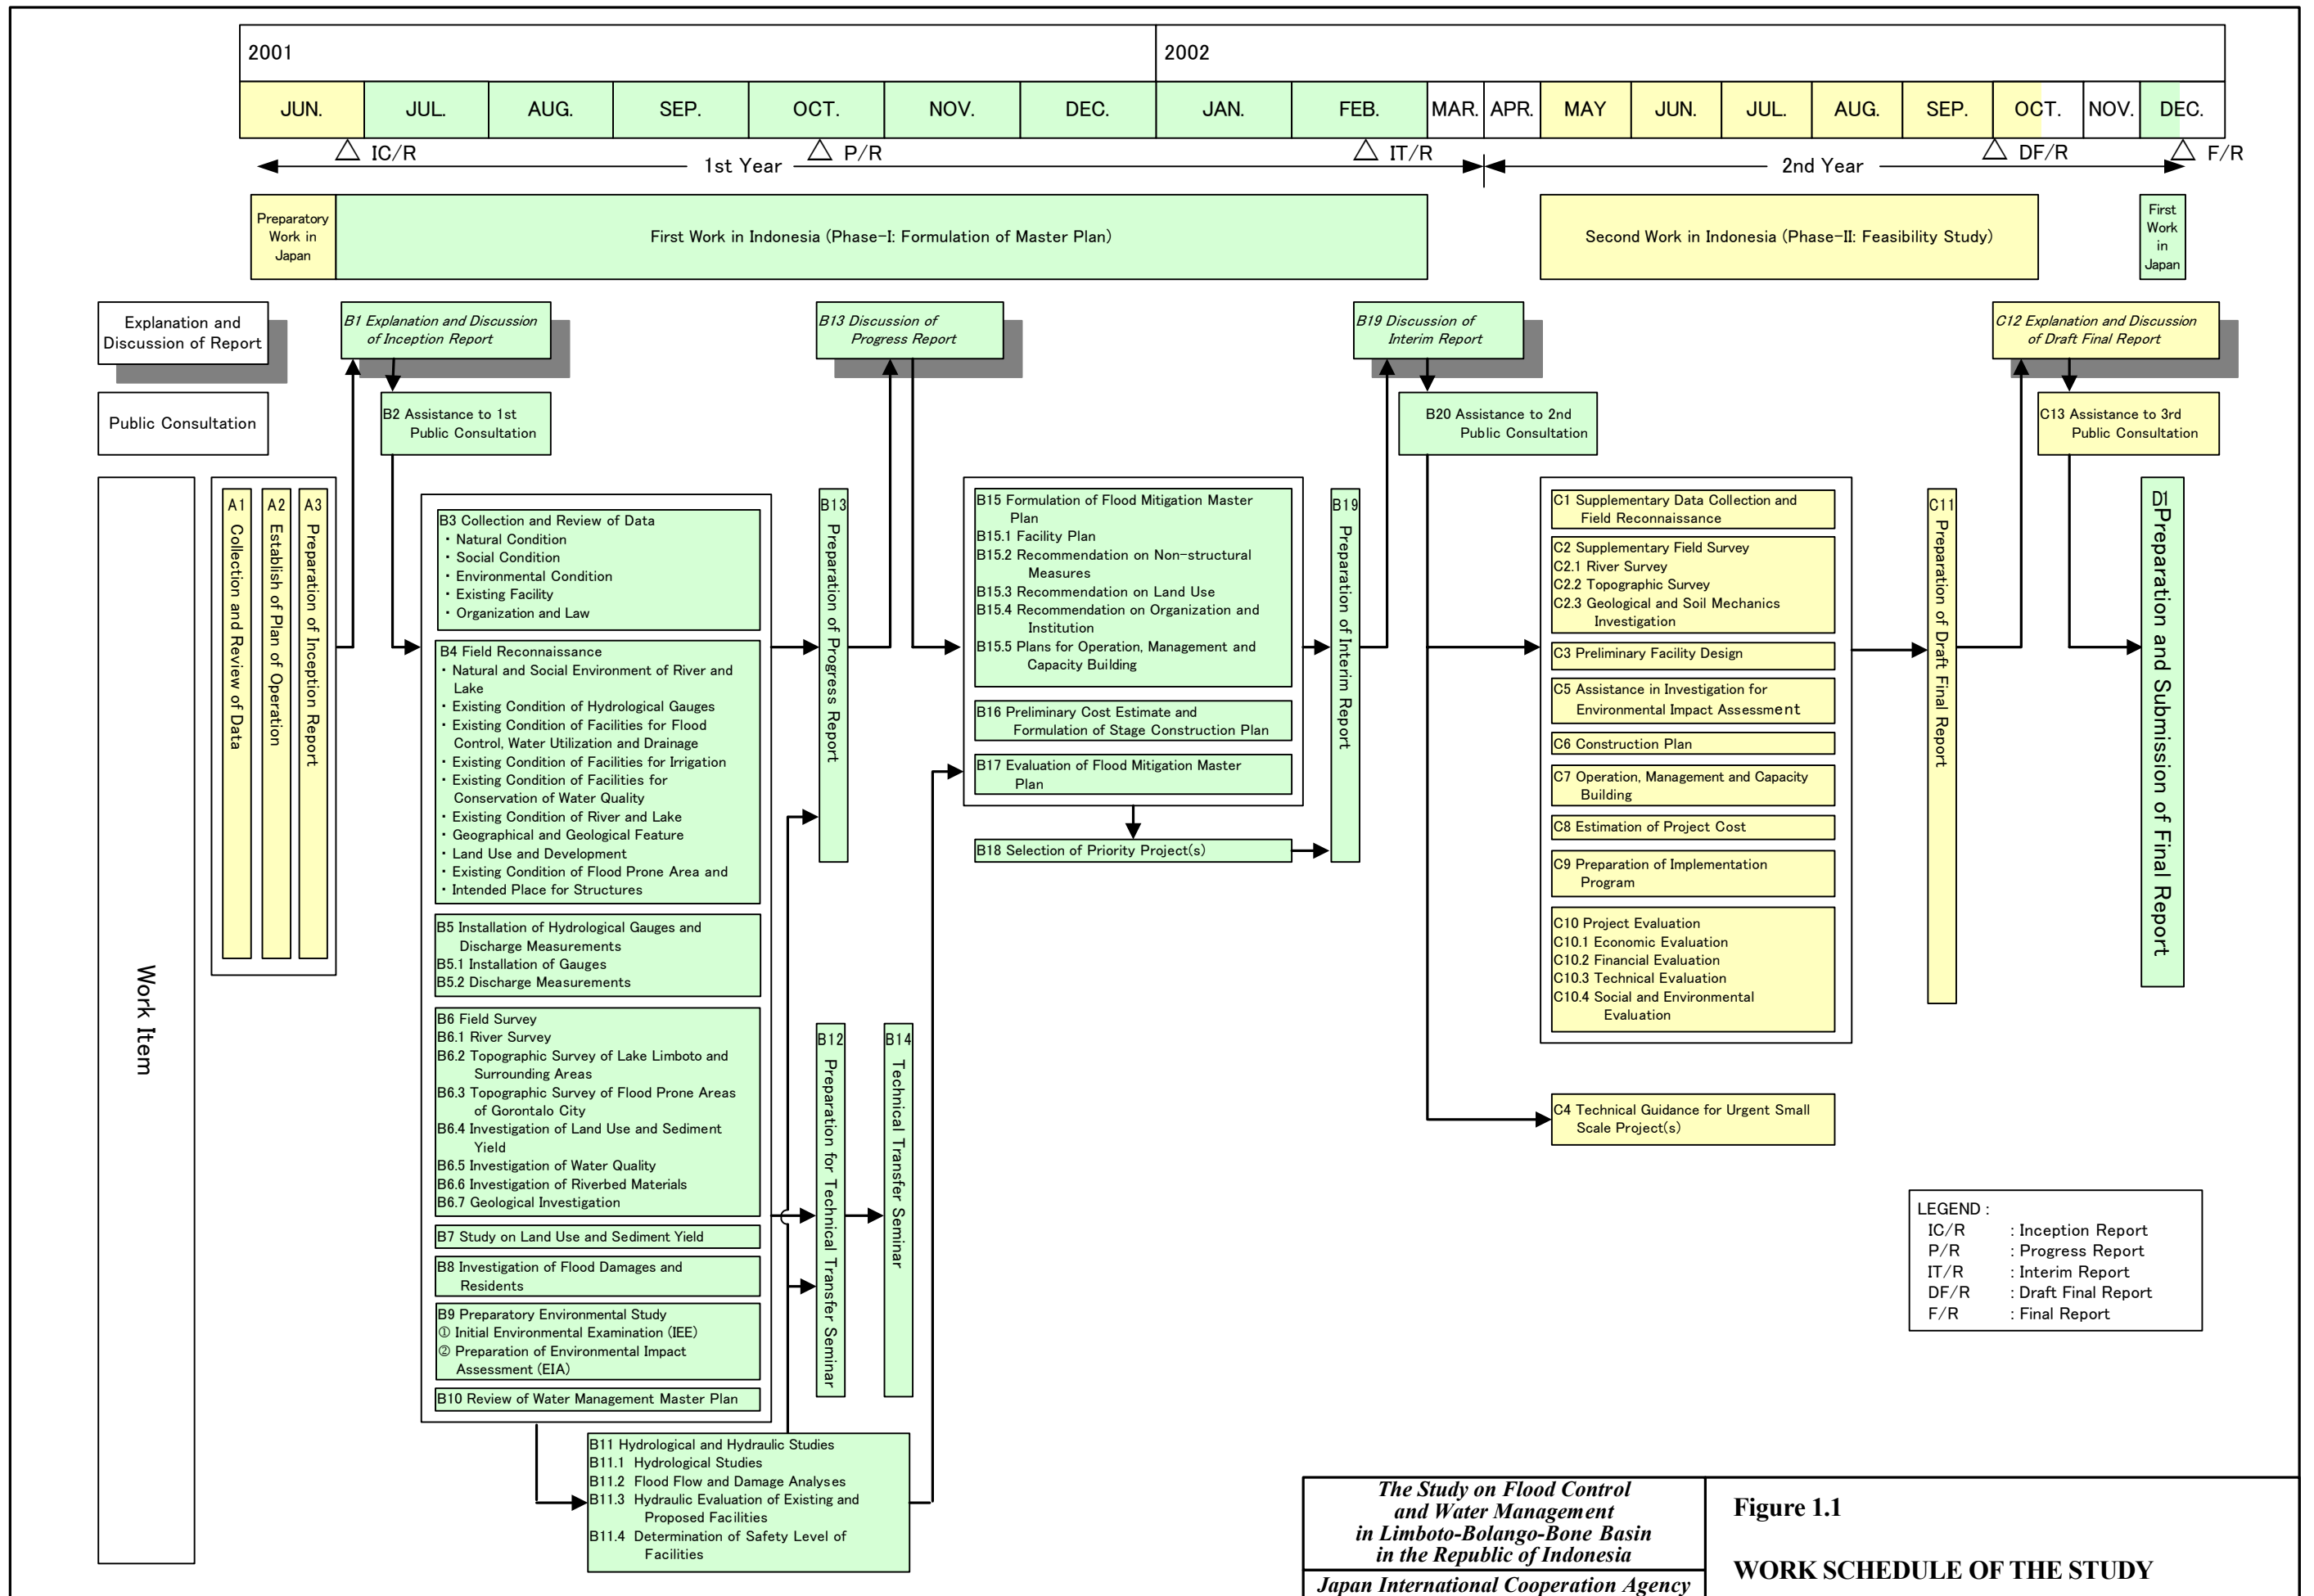 2001
2002
JUN.
JUL.
AUG.
SEP.
OCT.
NOV.
DEC.
JAN.
FEB.
MAR.
APR.
MAY
JUN.
JUL.
AUG.
SEP.
OCT.
NOV.
DEC.
△ IC/R
△ P/R
△ IT/R
△ DF/R
△ F/R
1st Year
2nd Year
Preparatory
Work in
Japan
First Work in Indonesia (Phase-I: Formulation of Master Plan)
Second Work in Indonesia (Phase-II: Feasibility Study)
First
Work
in
Japan
Explanation and
Discussion of Report
B1 Explanation and Discussion
of Inception Report
B13 Discussion of
Progress Report
B19 Discussion of
Interim Report
C12 Explanation and Discussion
of Draft Final Report
Public Consultation
B2 Assistance to 1st
Public Consultation
B20 Assistance to 2nd
Public Consultation
C13 Assistance to 3rd
Public Consultation
Work Item
A1 Collection and Review of Data
A2 Establish of Plan of Operation
A3 Preparation of Inception Report
B3 Collection and Review of Data
・Natural Condition
・Social Condition
・Environmental Condition
・Existing Facility
・Organization and Law
B4 Field Reconnaissance
・Natural and Social Environment of River and
Lake
・Existing Condition of Hydrological Gauges
・Existing Condition of Facilities for Flood
Control, Water Utilization and Drainage
・Existing Condition of Facilities for Irrigation
・Existing Condition of Facilities for
Conservation of Water Quality
・Existing Condition of River and Lake
・Geographical and Geological Feature
・Land Use and Development
・Existing Condition of Flood Prone Area and
・Intended Place for Structures
B5 Installation of Hydrological Gauges and
Discharge Measurements
B5.1 Installation of Gauges
B5.2 Discharge Measurements
B6 Field Survey
B6.1 River Survey
B6.2 Topographic Survey of Lake Limboto and
Surrounding Areas
B6.3 Topographic Survey of Flood Prone Areas
of Gorontalo City
B6.4 Investigation of Land Use and Sediment
Yield
B6.5 Investigation of Water Quality
B6.6 Investigation of Riverbed Materials
B6.7 Geological Investigation
B7 Study on Land Use and Sediment Yield
B8 Investigation of Flood Damages and
Residents
B9 Preparatory Environmental Study
① Initial Environmental Examination (IEE)
② Preparation of Environmental Impact
Assessment (EIA)
B10 Review of Water Management Master Plan
B11 Hydrological and Hydraulic Studies
B11.1 Hydrological Studies
B11.2 Flood Flow and Damage Analyses
B11.3 Hydraulic Evaluation of Existing and
Proposed Facilities
B11.4 Determination of Safety Level of
Facilities
B13 Preparation of Progress Report
B12 Preparation for Technical Transfer Seminar
B14 Technical Transfer Seminar
B15 Formulation of Flood Mitigation Master
Plan
B15.1 Facility Plan
B15.2 Recommendation on Non-structural
Measures
B15.3 Recommendation on Land Use
B15.4 Recommendation on Organization and
Institution
B15.5 Plans for Operation, Management and
Capacity Building
B16 Preliminary Cost Estimate and
Formulation of Stage Construction Plan
B17 Evaluation of Flood Mitigation Master
Plan
B18 Selection of Priority Project(s)
B19 Preparation of Interim Report
C1 Supplementary Data Collection and
Field Reconnaissance
C2 Supplementary Field Survey
C2.1 River Survey
C2.2 Topographic Survey
C2.3 Geological and Soil Mechanics
Investigation
C3 Preliminary Facility Design
C5 Assistance in Investigation for
Environmental Impact Assessment
C6 Construction Plan
C7 Operation, Management and Capacity
Building
C8 Estimation of Project Cost
C9 Preparation of Implementation
Program
C10 Project Evaluation
C10.1 Economic Evaluation
C10.2 Financial Evaluation
C10.3 Technical Evaluation
C10.4 Social and Environmental
Evaluation
C4 Technical Guidance for Urgent Small
Scale Project(s)
C11 Preparation of Draft Final Report
D1 Preparation and Submission of Final Report
LEGEND :
IC/R : Inception Report
P/R : Progress Report
IT/R : Interim Report
DF/R : Draft Final Report
F/R : Final Report
The Study on Flood Control
and Water Management
in Limboto-Bolango-Bone Basin
in the Republic of Indonesia
Japan International Cooperation Agency
Figure 1.1
WORK SCHEDULE OF THE STUDY